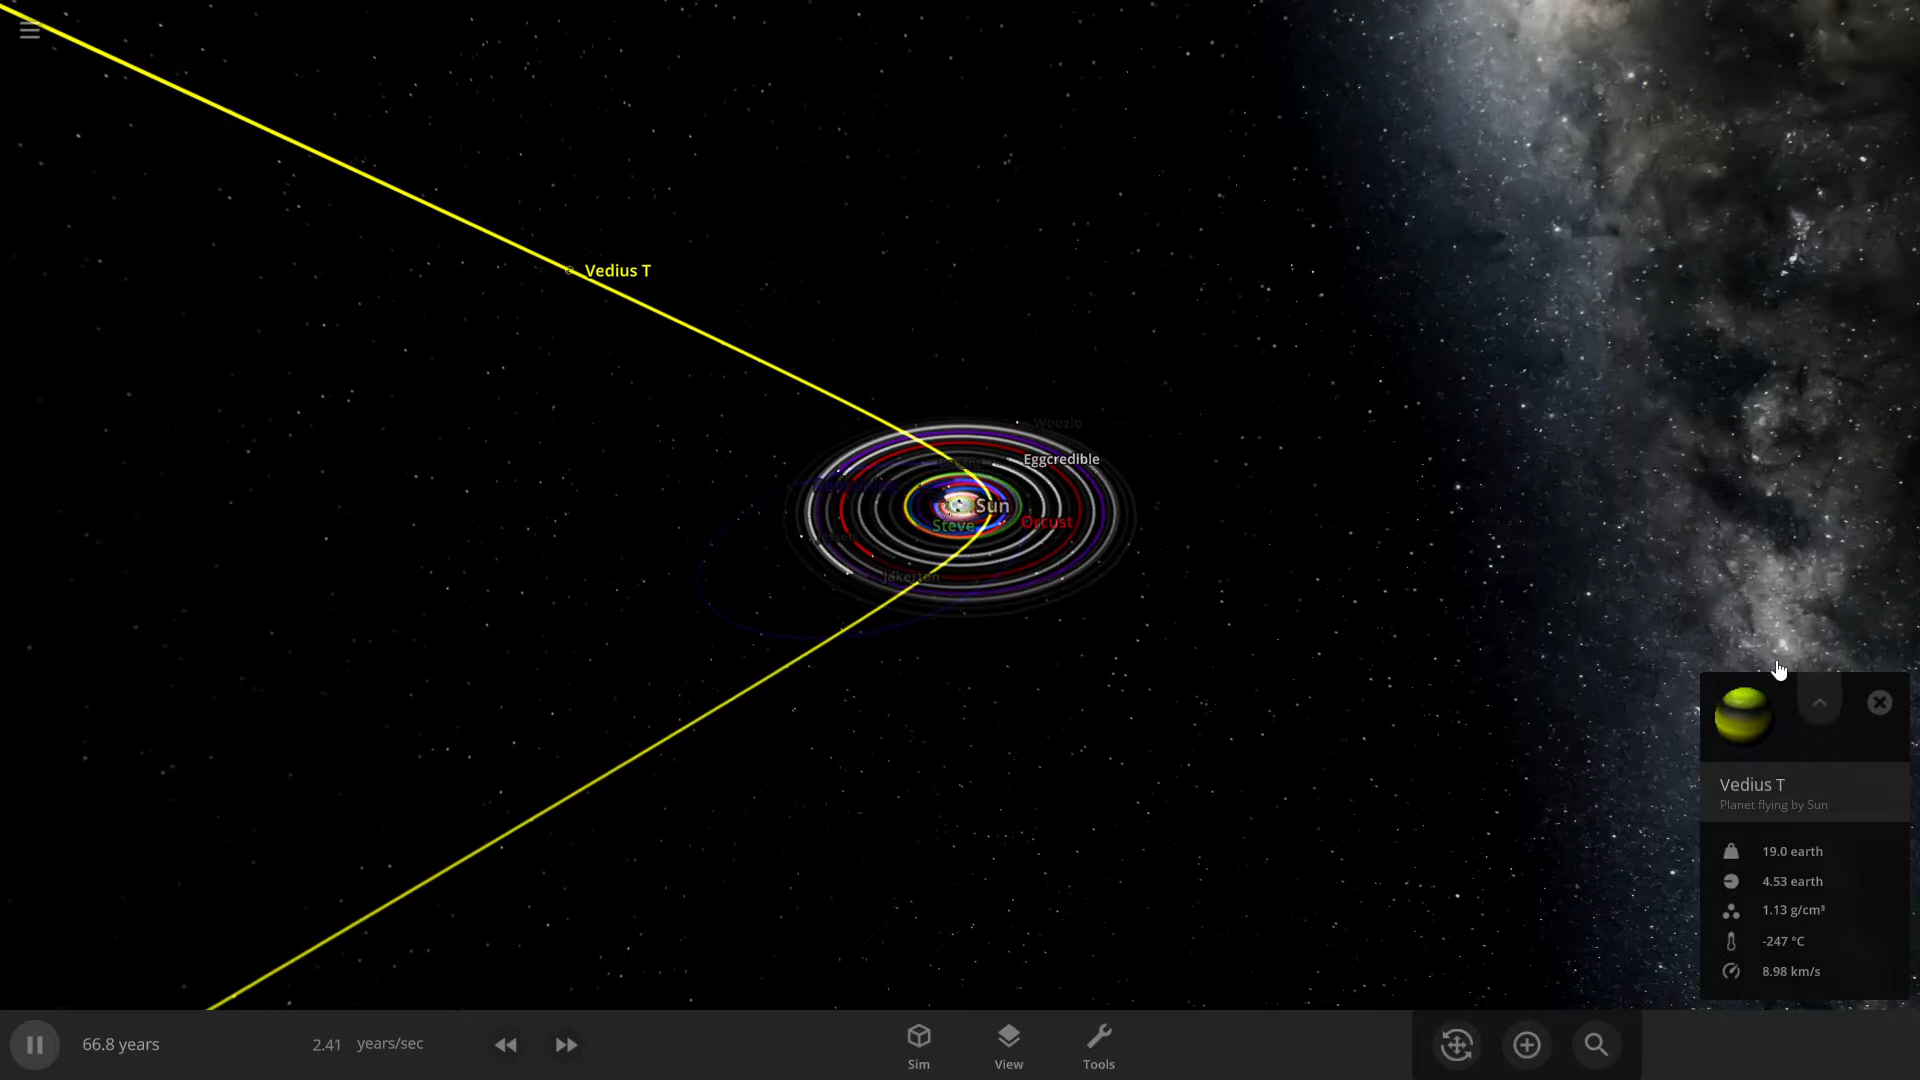 Vedius T
Woozlo
Eggcredible
Sun
Steve
Orcust
Jakerton
Vedius T
Planet flying by Sun
19.0 earth
4.53 earth
1.13 g/cm³
-247 °C
8.98 km/s
66.8 years
2.41 years/sec
Sim
View
Tools